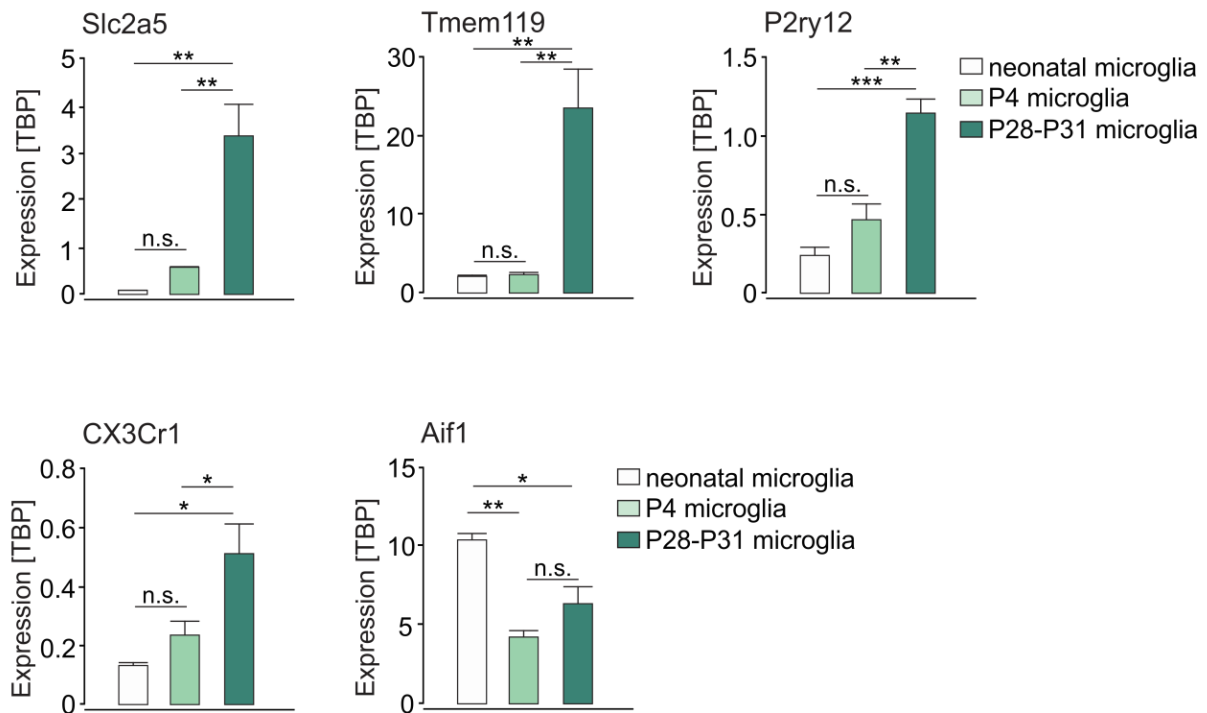 Slc2a5
Expression [TBP]
5
4
3
2
1
0
n.s.
**
**
Tmem119
Expression [TBP]
30
20
10
0
n.s.
**
**
P2ry12
Expression [TBP]
1.5
1.0
0.5
0
n.s.
***
**
neonatal microglia
P4 microglia
P28-P31 microglia
CX3Cr1
Expression [TBP]
0.8
0.6
0.4
0.2
0
n.s.
*
*
Aif1
Expression [TBP]
15
10
5
0
*
**
n.s.
neonatal microglia
P4 microglia
P28-P31 microglia